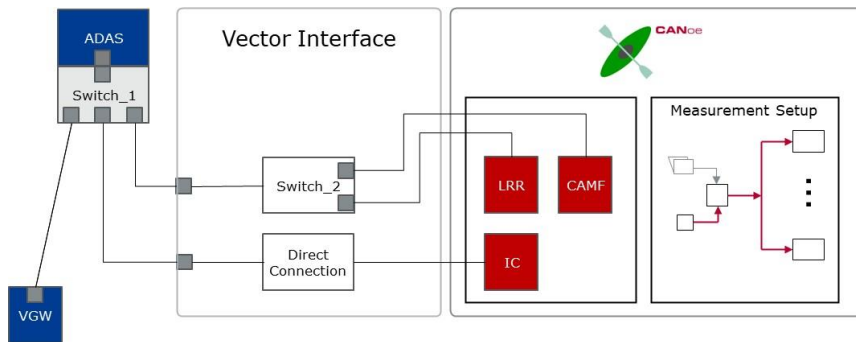 ADAS
Switch_1
VGW
Vector Interface
Switch_2
Direct
Connection
CANoe
LRR
CAMF
IC
Measurement Setup